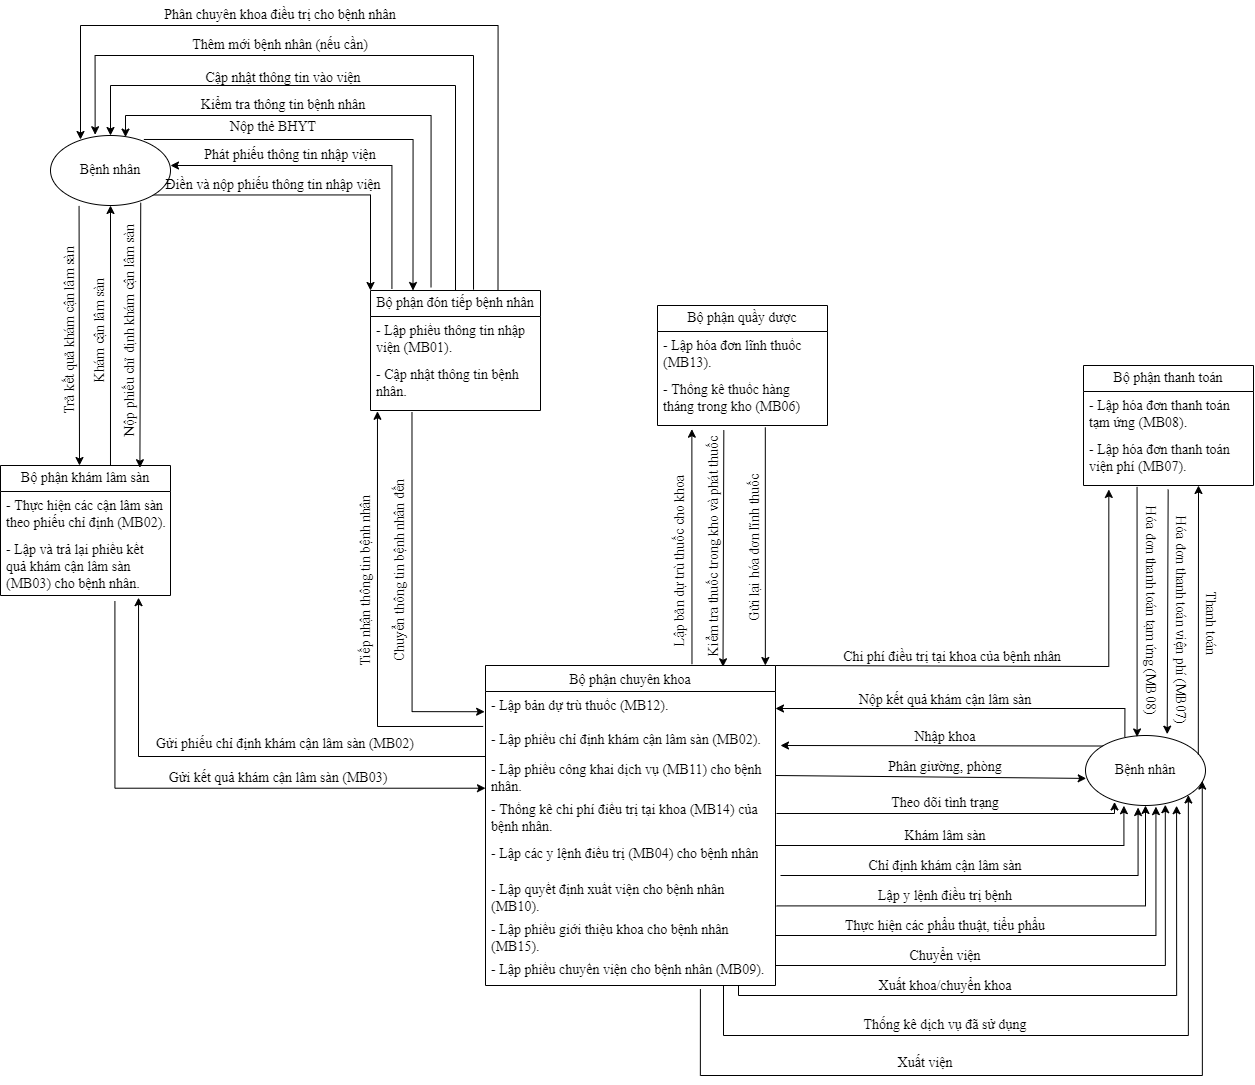 Phân chuyên khoa điều trị cho bệnh nhân
Thêm mới bệnh nhân (nếu cần)
Cập nhật thông tin vào viện
Kiểm tra thông tin bệnh nhân
Nộp thẻ BHYT
Phát phiếu thông tin nhập viện
Bệnh nhân
Điền và nộp phiếu thông tin nhập viện
Trả kết quả khám cận lâm sàn
Khám cận lâm sàn
Nộp phiếu chỉ định khám cận lâm sàn
Bộ phận đón tiếp bệnh nhân
- Lập phiếu thông tin nhập
viện (MB01).
- Cập nhật thông tin bệnh
nhân.
Bộ phận quầy dược
- Lập hóa đơn lĩnh thuốc
(MB13).
- Thống kê thuốc hàng
tháng trong kho (MB06)
Bộ phận thanh toán
- Lập hóa đơn thanh toán
tạm ứng (MB08).
- Lập hóa đơn thanh toán
viện phí (MB07).
Bộ phận khám lâm sàn
- Thực hiện các cận lâm sàn
theo phiếu chỉ định (MB02).
- Lập và trả lại phiếu kết
quả khám cận lâm sàn
(MB03) cho bệnh nhân.
Tiếp nhận thông tin bệnh nhân
Chuyển thông tin bệnh nhân đến
Lập bản dự trù thuốc cho khoa
Kiểm tra thuốc trong kho và phát thuốc
Gửi lại hóa đơn lĩnh thuốc
Hóa đơn thanh toán tạm ứng (MB08)
Hóa đơn thanh toán viện phí (MB07)
Thanh toán
Chi phí điều trị tại khoa của bệnh nhân
Bộ phận chuyên khoa
- Lập bản dự trù thuốc (MB12).
- Lập phiếu chỉ định khám cận lâm sàn (MB02).
- Lập phiếu công khai dịch vụ (MB11) cho bệnh
nhân.
- Thống kê chi phí điều trị tại khoa (MB14) của
bệnh nhân.
- Lập các y lệnh điều trị (MB04) cho bệnh nhân
- Lập quyết định xuất viện cho bệnh nhân
(MB10).
- Lập phiếu giới thiệu khoa cho bệnh nhân
(MB15).
- Lập phiếu chuyên viện cho bệnh nhân (MB09).
Gửi phiếu chỉ định khám cận lâm sàn (MB02)
Gửi kết quả khám cận lâm sàn (MB03)
Nộp kết quả khám cận lâm sàn
Nhập khoa
Phân giường, phòng
Bệnh nhân
Theo dõi tình trạng
Khám lâm sàn
Chỉ định khám cận lâm sàn
Lập y lệnh điều trị bệnh
Thực hiện các phẩu thuật, tiểu phẩu
Chuyển viện
Xuất khoa/chuyển khoa
Thống kê dịch vụ đã sử dụng
Xuất viện